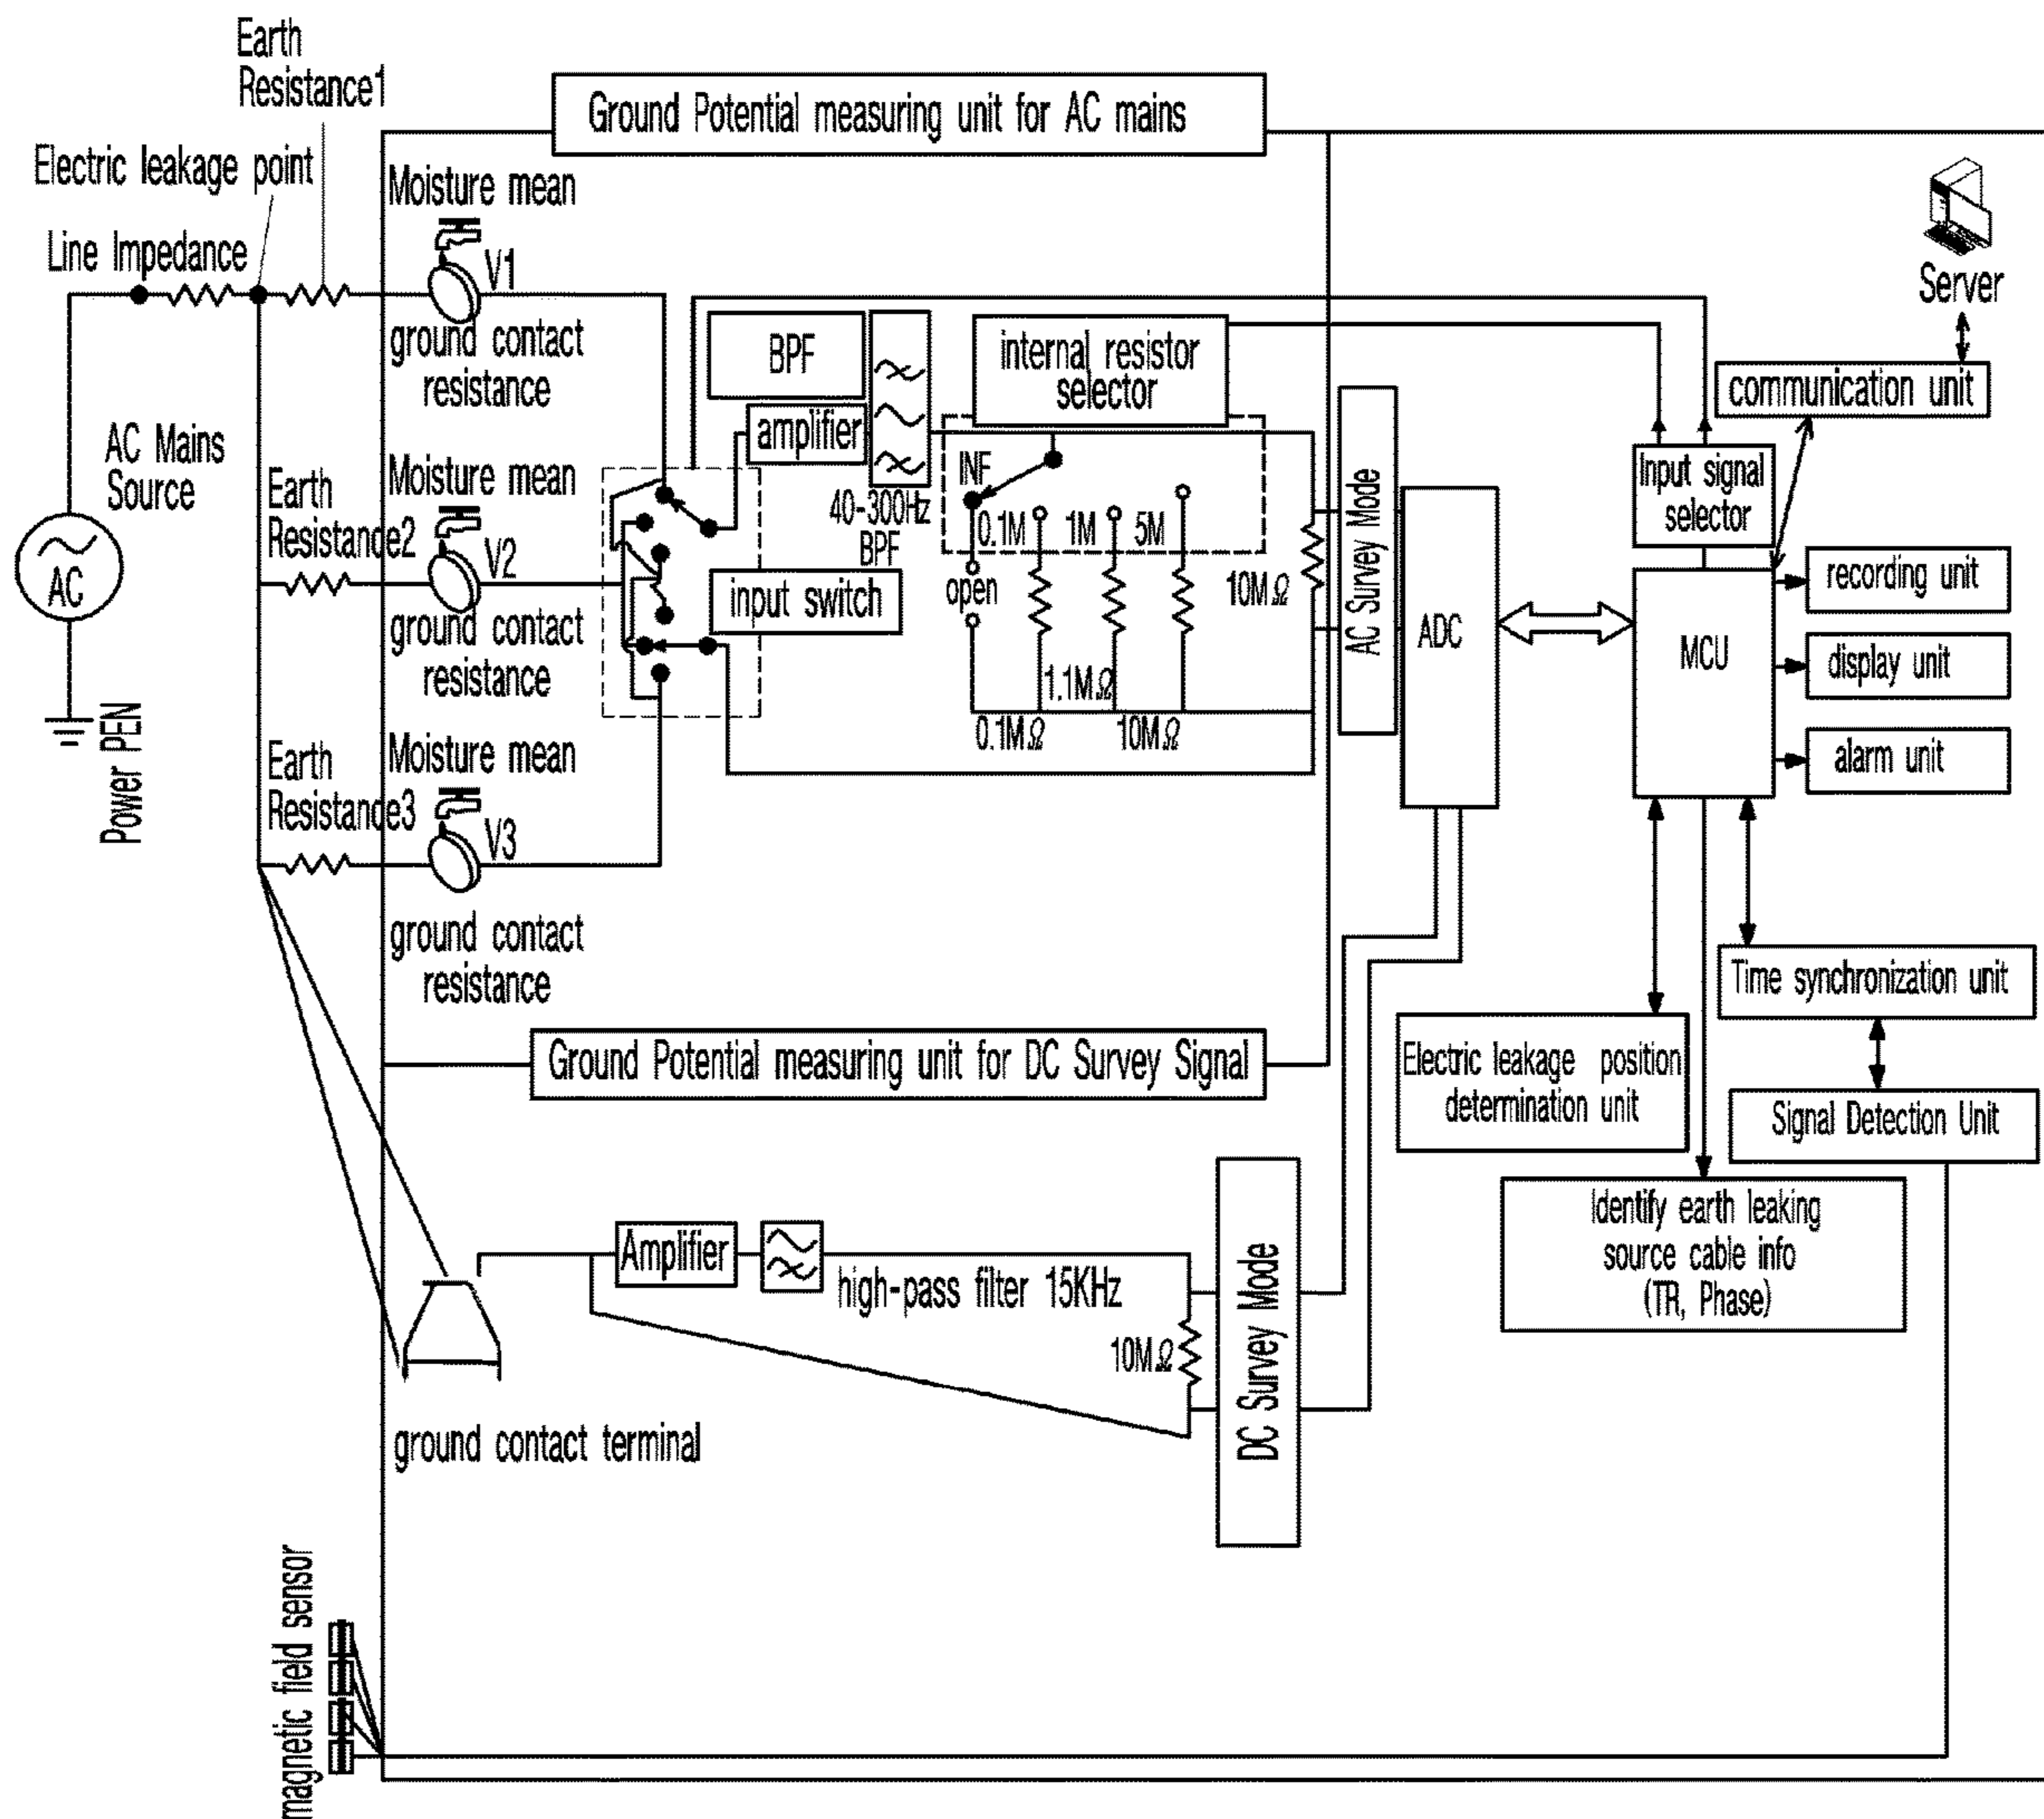 Earth
Resistance1
Ground Potential measuring unit for AC mains
Electric leakage point
Moisture mean
Line Impedance
V1
Server
ground contact
resistance
BPF
internal resistor
selector
communication unit
amplifier
AC Mains
Source
Earth
Resistance2
Moisture mean
INF
40-300Hz
BPF
0.1M
1M
5M
AC Survey Mode
Input signal
selector
AC
V2
input switch
open
10MΩ
ADC
recording unit
ground contact
resistance
MCU
display unit
1.1MΩ
0.1MΩ
10MΩ
Power PEN
Earth
Resistance3
Moisture mean
alarm unit
V3
ground contact
resistance
Time synchronization unit
Ground Potential measuring unit for DC Survey Signal
Electric leakage position
determination unit
Signal Detection Unit
Identify earth leaking
source cable info
(TR, Phase)
Amplifier
high-pass filter 15KHz
10MΩ
DC Survey Mode
ground contact terminal
magnetic field sensor